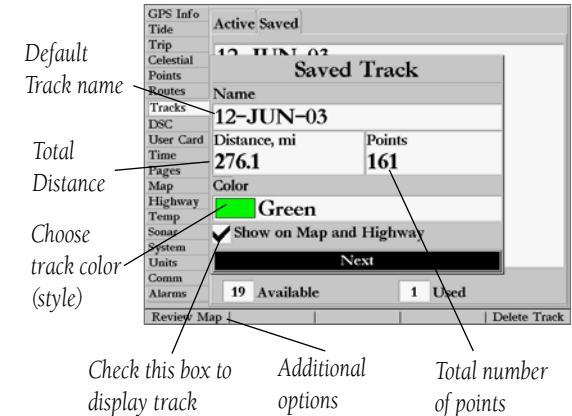 GPS Info
Tide
Trip
Celestial
Points
Routes
Tracks
DSC
User Card
Time
Pages
Map
Highway
Temp
Sonar
System
Units
Comm
Alarms
Active Saved
12-JUN-03
Saved Track
Name
12-JUN-03
Distance, mi Points
276.1 161
Color
Green
Show on Map and Highway
Next
19 Available 1 Used
Review Map Delete Track
Default
Track name
Total
Distance
Choose
track color
(style)
Check this box to
display track
Additional
options
Total number
of points